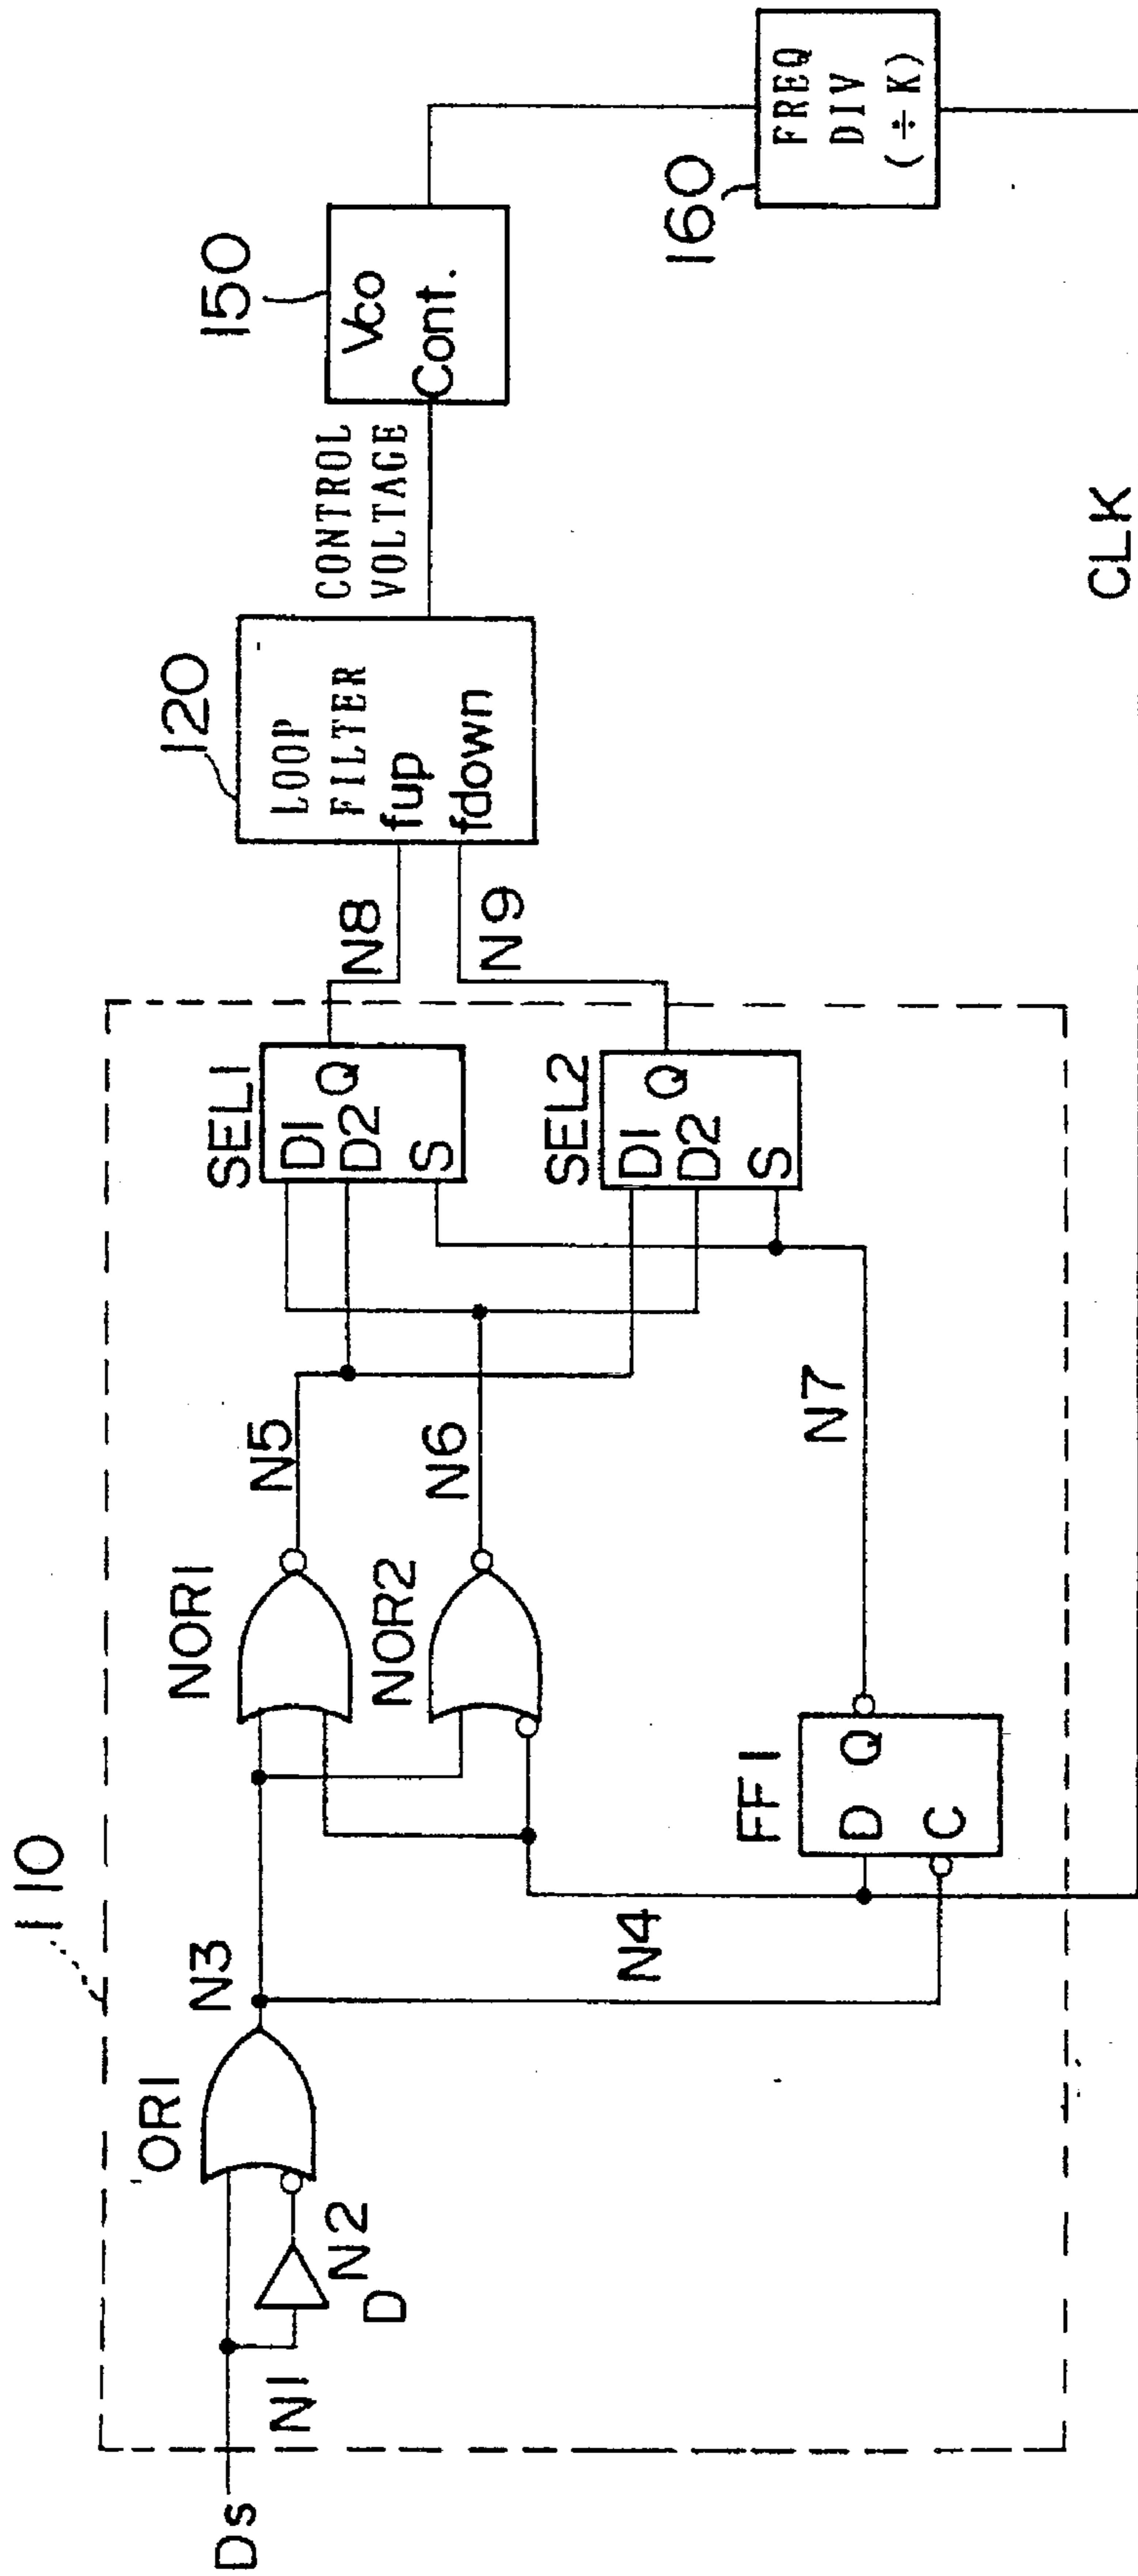 110
Ds
N1
N2
D
OR1
N3
N4
NOR1
NOR2
FF1
D
Q
C
N5
N6
N7
SEL1
D1
D2
Q
S
SEL2
D1
D2
Q
S
N8
N9
120
LOOP
FILTER
fup
fdown
CONTROL
VOLTAGE
150
Vco
Cont.
160
FREQ
DIV
(÷K)
CLK